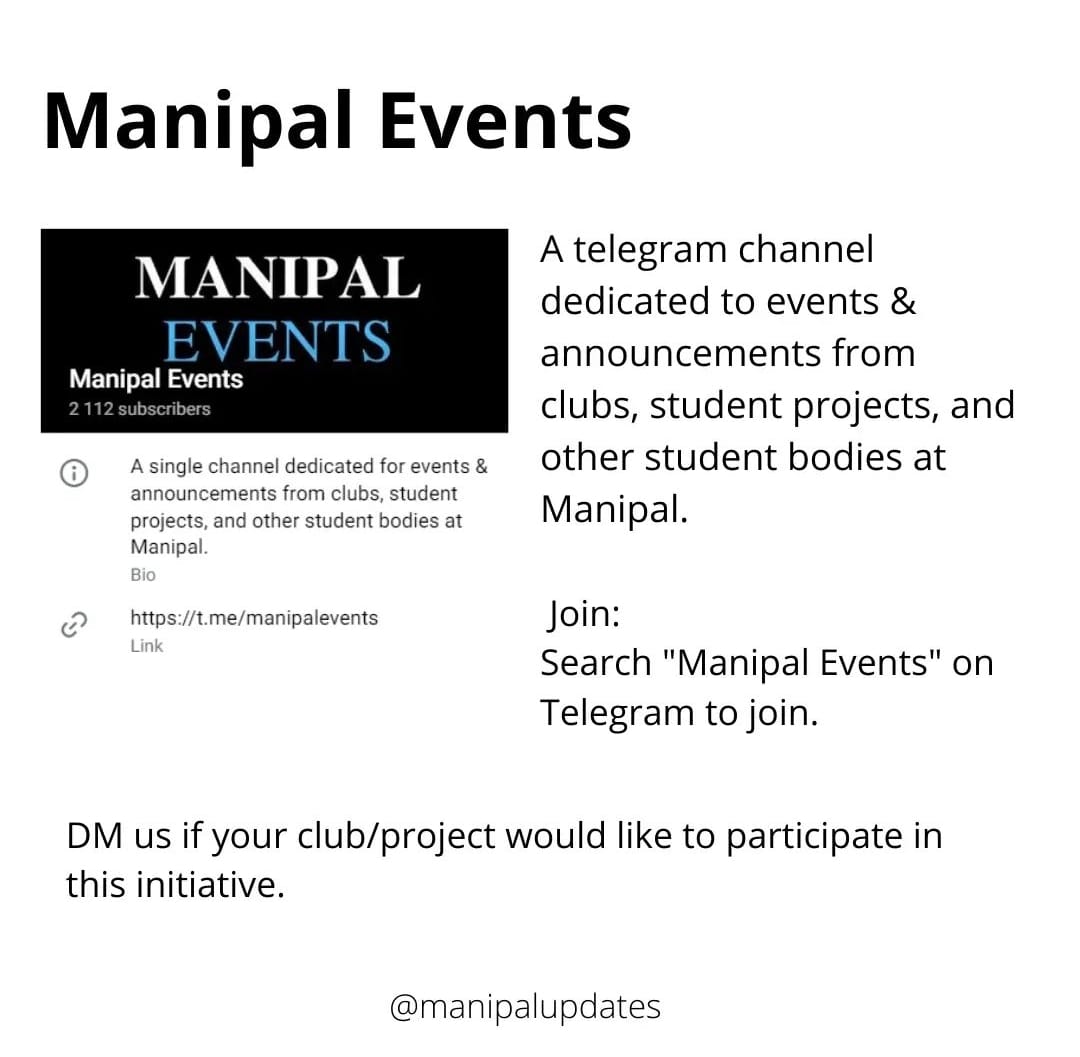 Manipal Events
MANIPAL
EVENTS
Manipal Events
2 112 subscribers
A single channel dedicated for events &
announcements from clubs, student
projects, and other student bodies at
Manipal.
Bio
https://t.me/manipalevents
Link
A telegram channel
dedicated to events &
announcements from
clubs, student projects, and
other student bodies at
Manipal.
Join:
Search "Manipal Events" on
Telegram to join.
DM us if your club/project would like to participate in
this initiative.
@manipalupdates